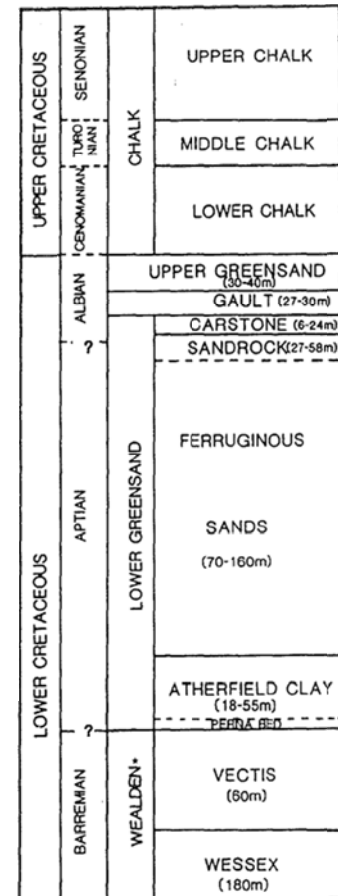 UPPER CRETACEOUS
LOWER CRETACEOUS
SENONIAN
TURO
NIAN
CENOMANIAN
ALBIAN
?
APTIAN
?
BARREMIAN
CHALK
LOWER GREENSAND
WEALDEN*
UPPER CHALK
MIDDLE CHALK
LOWER CHALK
UPPER GREENSAND
(30-40m)
GAULT (27-30m)
CARSTONE (6-24m)
SANDROCK(27-58m)
FERRUGINOUS
SANDS
(70-160m)
ATHERFIELD CLAY
(18-55m)
PERNA BED
VECTIS
(60m)
WESSEX
(180m)